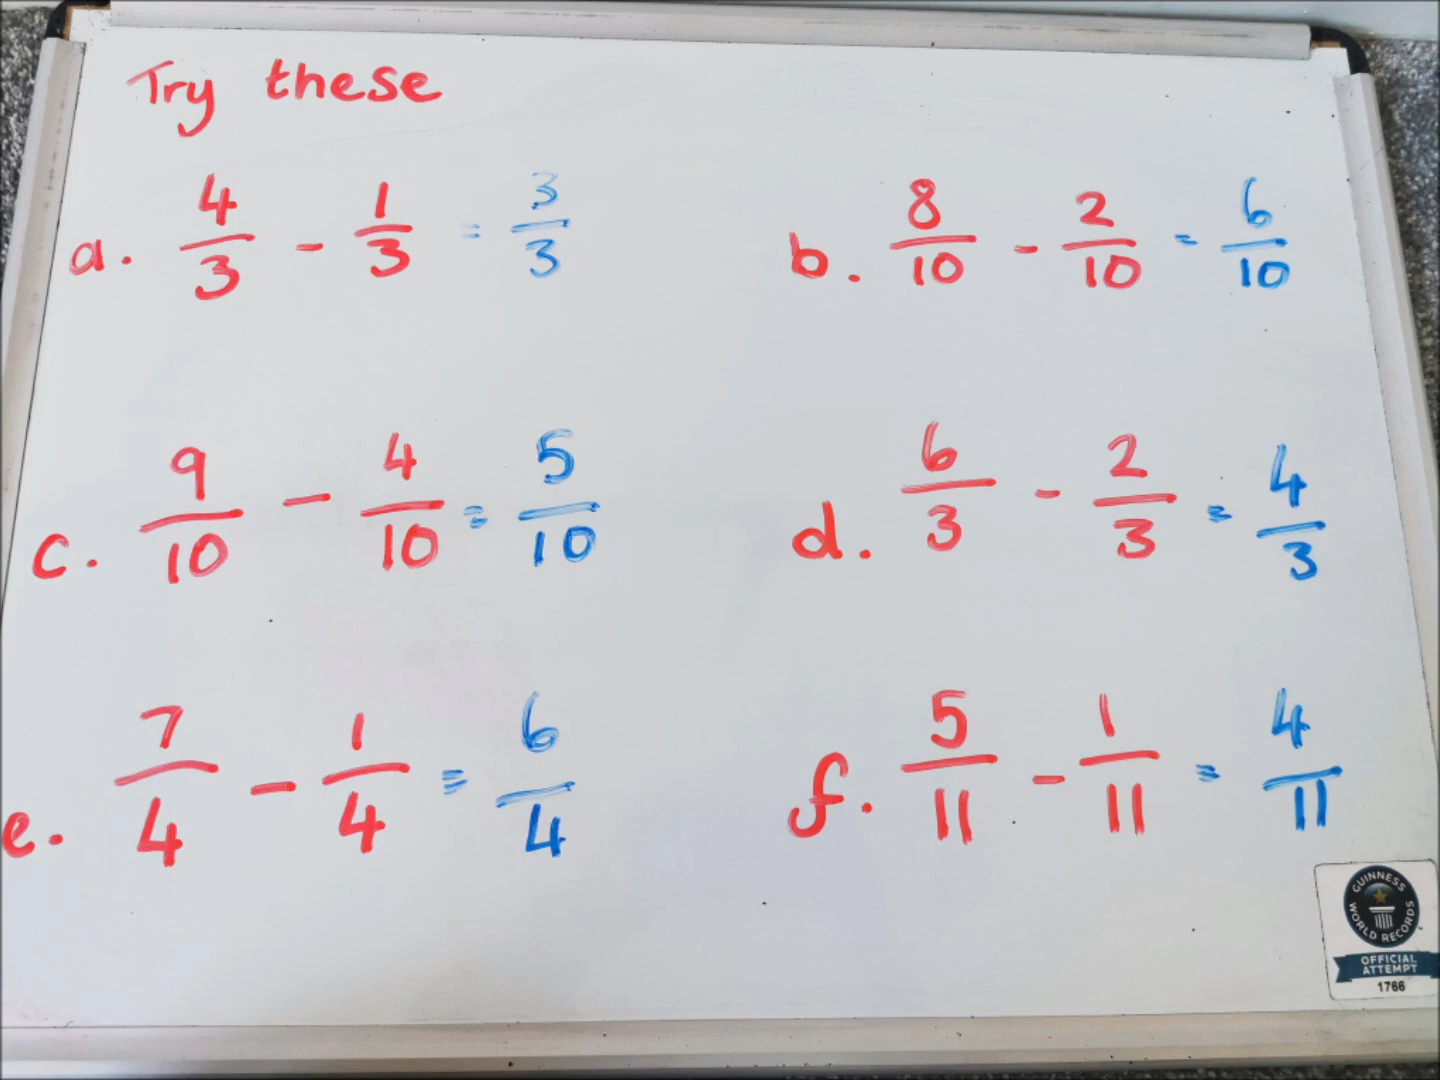 Try these
a. 4/3 - 1/3 = 3/3
b. 8/10 - 2/10 = 6/10
c. 9/10 - 4/10 = 5/10
d. 6/3 - 2/3 = 4/3
e. 7/4 - 1/4 = 6/4
f. 5/11 - 1/11 = 4/11
GUINNESS
WORLD RECORDS
OFFICIAL
ATTEMPT
1766